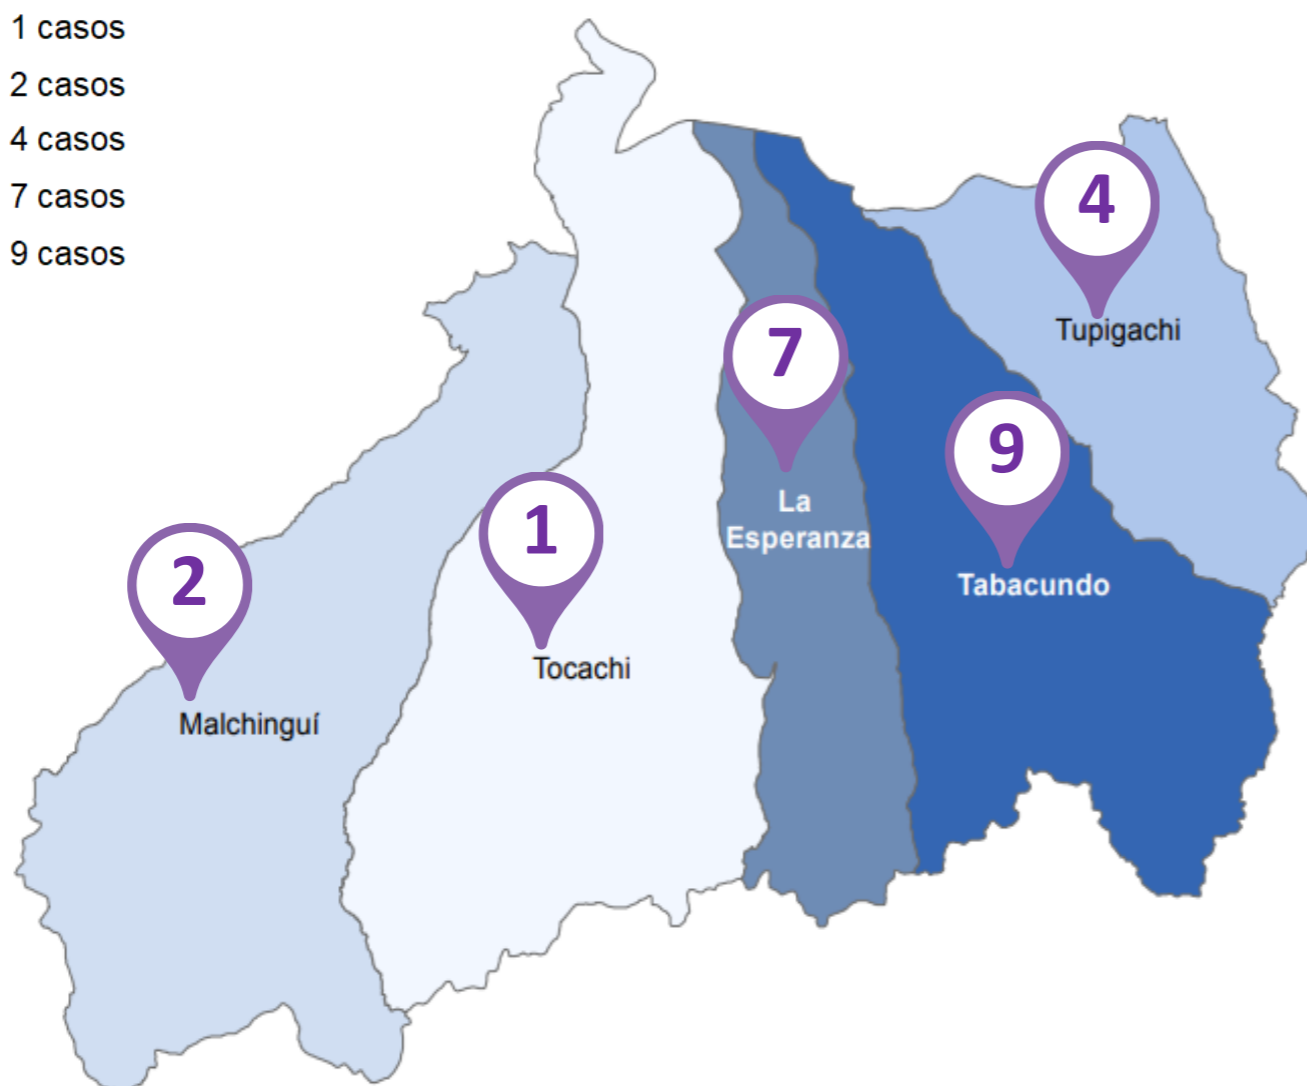 1 casos
2 casos
4 casos
7 casos
9 casos
4
Tupigachi
7
La
Esperanza
9
Tabacundo
1
Tocachi
2
Malchinguí